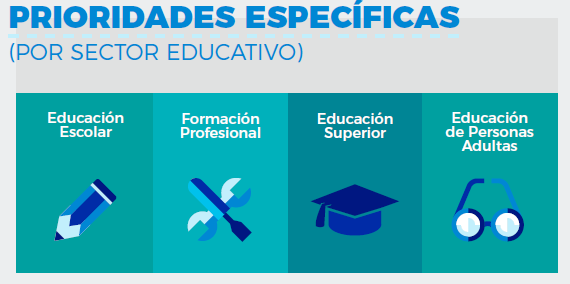 PRIORIDADES ESPECÍFICAS
(POR SECTOR EDUCATIVO)
Educación
Escolar
Formación
Profesional
Educación
Superior
Educación
de Personas
Adultas